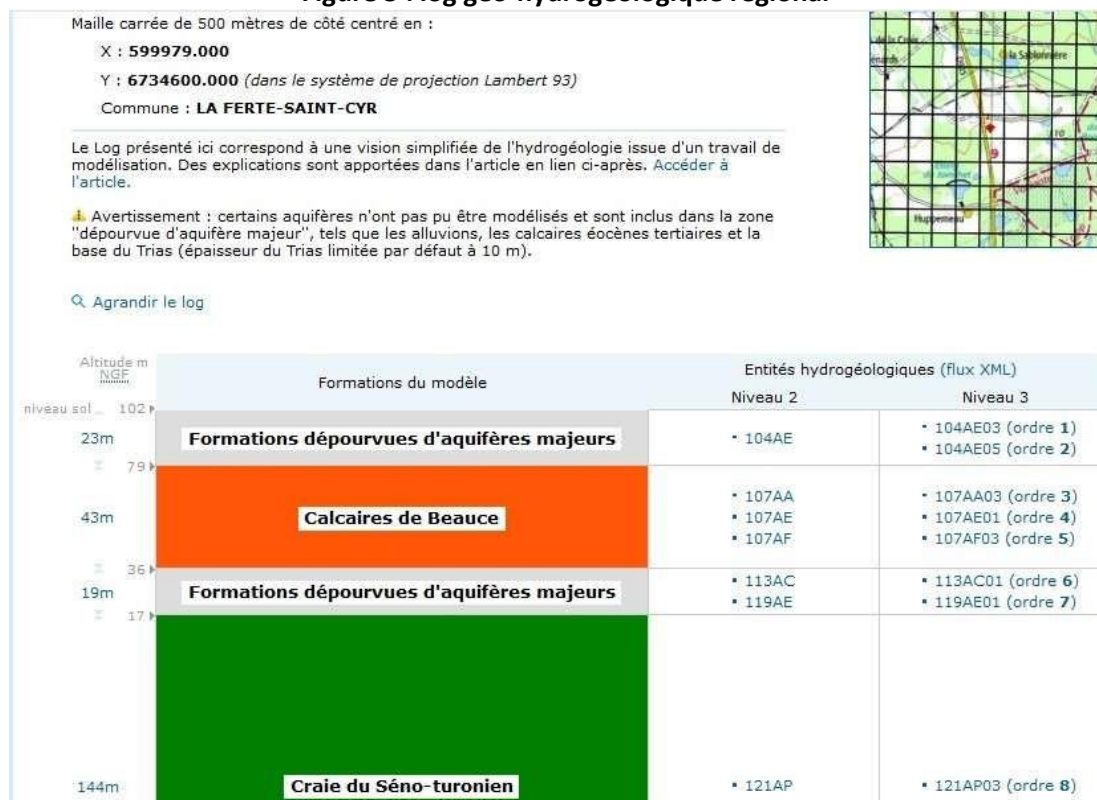 Maille carrée de 500 mètres de côté centré en :
X : 599979.000
Y : 6734600.000 (dans le système de projection Lambert 93)
Commune : LA FERTE-SAINT-CYR
Le Log présenté ici correspond à une vision simplifiée de l'hydrogéologie issue d'un travail de
modélisation. Des explications sont apportées dans l'article en lien ci-après. Accéder à
l'article.
Avertissement : certains aquifères n'ont pas pu être modélisés et sont inclus dans la zone
"dépourvue d'aquifère majeur", tels que les alluvions, les calcaires éocènes tertiaires et la
base du Trias (épaisseur du Trias limitée par défaut à 10 m).
la Sablonnière
Huppemeau
Agrandir le log
Altitude m
NGF
Formations du modèle
Entités hydrogéologiques (flux XML)
Niveau 2
Niveau 3
niveau sol 102
23m
Formations dépourvues d'aquifères majeurs
• 104AE
• 104AE03 (ordre 1)
• 104AE05 (ordre 2)
79
43m
Calcaires de Beauce
• 107AA
• 107AE
• 107AF
• 107AA03 (ordre 3)
• 107AE01 (ordre 4)
• 107AF03 (ordre 5)
36
19m
Formations dépourvues d'aquifères majeurs
• 113AC
• 119AE
• 113AC01 (ordre 6)
• 119AE01 (ordre 7)
17
144m
Craie du Séno-turonien
• 121AP
• 121AP03 (ordre 8)